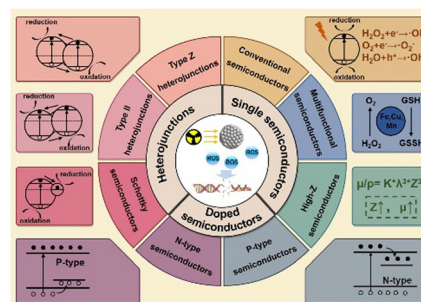 reduction
oxidation
Type Z
heterojunctions
Conventional
semiconductors
H₂O₂+e⁻→·OH
O₂+e⁻→·O₂⁻
H₂O+h⁺→·OH
reduction
oxidation
Type II
heterojunctions
Multifunctional
semiconductors
O₂
GSH
Fe,Cu,
Mn
H₂O₂
GSSH
Heterojunctions
Single semiconductors
Doped
semiconductors
ROS
ROS
ROS
reduction
oxidation
Schottky
semiconductors
High-Z
semiconductors
μ/ρ= K*λ³*Z³
Z↑, μ↑
P-type
N-type
semiconductors
P-type
semiconductors
N-type